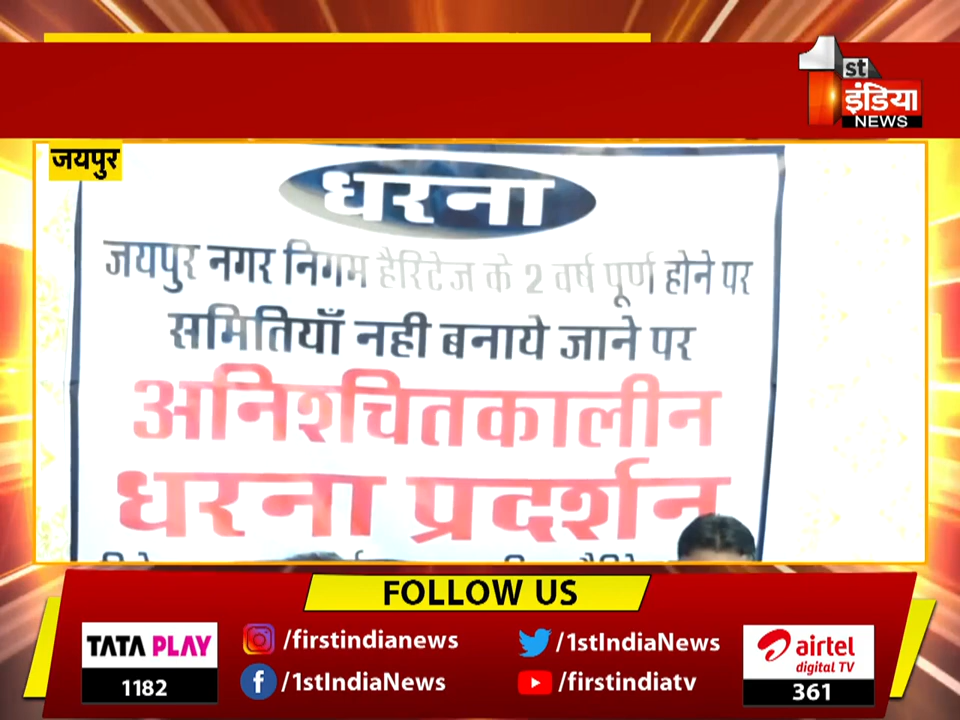 1st
इंडिया
NEWS
जयपुर
धरना
जयपुर नगर निगम हैरिटेज के 2 वर्ष पूर्ण होने पर
समितियाँ नही बनाये जाने पर
अनिश्चितकालीन
धरना प्रदर्शन
FOLLOW US
TATA PLAY
1182
/firstindianews
/1stIndiaNews
/1stIndiaNews
/firstindiatv
airtel
digital TV
361